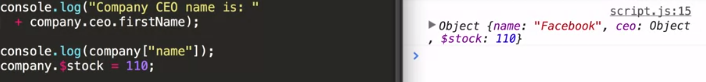 console.log("Company CEO name is: "
+ company.ceo.firstName);
console.log(company["name"]);
company.$stock = 110;
script.js:15
Object {name: "Facebook", ceo: Object
, $stock: 110}